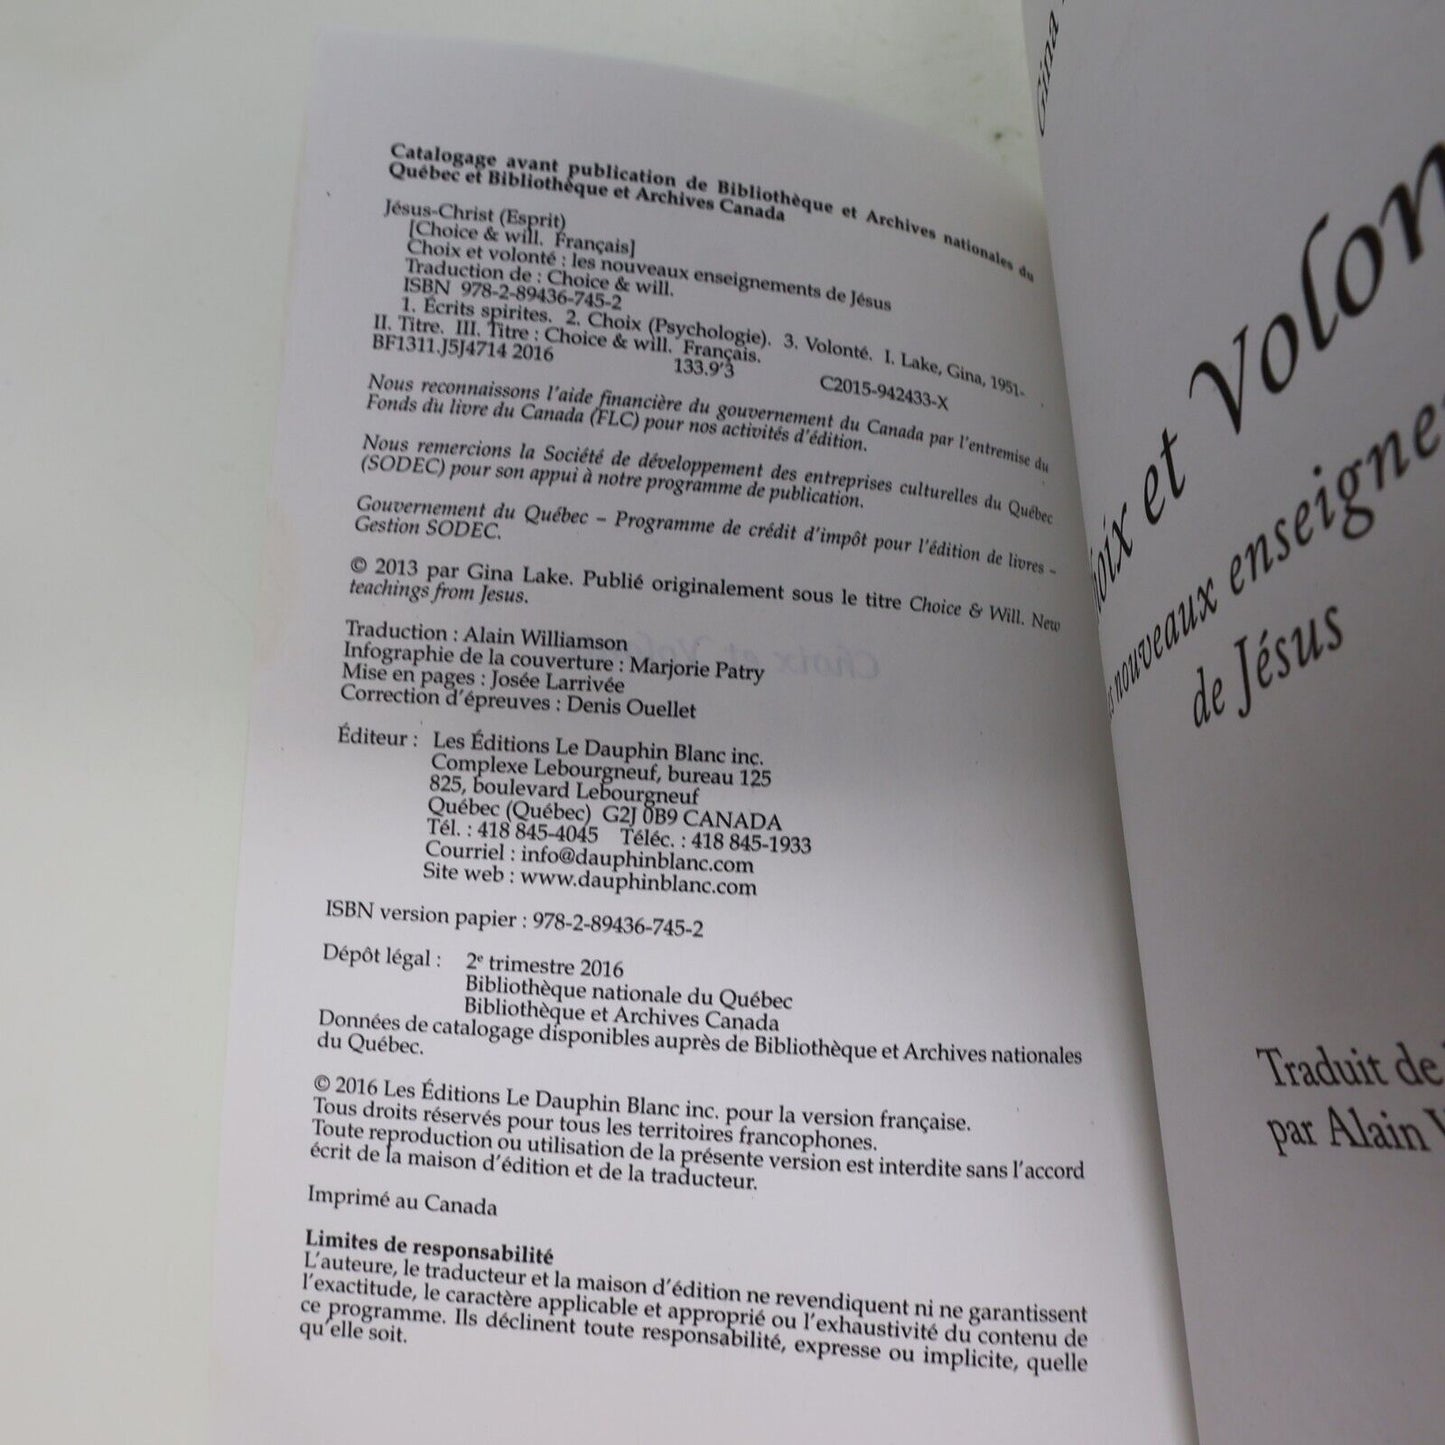 Catalogage avant publication de Bibliothèque et Archives nationales du
Québec et Bibliothèque et Archives Canada
Jésus-Christ (Esprit)
[Choice & will. Français]
Choix et volonté : les nouveaux enseignements de Jésus
Traduction de : Choice & will.
ISBN 978-2-89436-745-2
1. Écrits spirites. 2. Choix (Psychologie). 3. Volonté. I. Lake, Gina, 1951-
II. Titre. III. Titre : Choice & will. Français.
BF1311.J5J4714 2016 133.9'3 C2015-942433-X
Nous reconnaissons l'aide financière du gouvernement du Canada par l'entremise du
Fonds du livre du Canada (FLC) pour nos activités d'édition.
Nous remercions la Société de développement des entreprises culturelles du Québec
(SODEC) pour son appui à notre programme de publication.
Gouvernement du Québec – Programme de crédit d'impôt pour l'édition de livres –
Gestion SODEC.
© 2013 par Gina Lake. Publié originalement sous le titre Choice & Will. New
teachings from Jesus.
Traduction : Alain Williamson
Infographie de la couverture : Marjorie Patry
Mise en pages : Josée Larrivée
Correction d'épreuves : Denis Ouellet
Éditeur : Les Éditions Le Dauphin Blanc inc.
Complexe Lebourgneuf, bureau 125
825, boulevard Lebourgneuf
Québec (Québec) G2J 0B9 CANADA
Tél. : 418 845-4045 Téléc. : 418 845-1933
Courriel : info@dauphinblanc.com
Site web : www.dauphinblanc.com
ISBN version papier : 978-2-89436-745-2
Dépôt légal : 2e trimestre 2016
Bibliothèque nationale du Québec
Bibliothèque et Archives Canada
Données de catalogage disponibles auprès de Bibliothèque et Archives nationales
du Québec.
© 2016 Les Éditions Le Dauphin Blanc inc. pour la version française.
Tous droits réservés pour tous les territoires francophones.
Toute reproduction ou utilisation de la présente version est interdite sans l'accord
écrit de la maison d'édition et de la traducteur.
Imprimé au Canada
Limites de responsabilité
L'auteure, le traducteur et la maison d'édition ne revendiquent ni ne garantissent
l'exactitude, le caractère applicable et approprié ou l'exhaustivité du contenu de
ce programme. Ils déclinent toute responsabilité, expresse ou implicite, quelle
qu'elle soit.
Gina
et Volon
nouveaux enseigne
de Jésus
Traduit de
par Alain